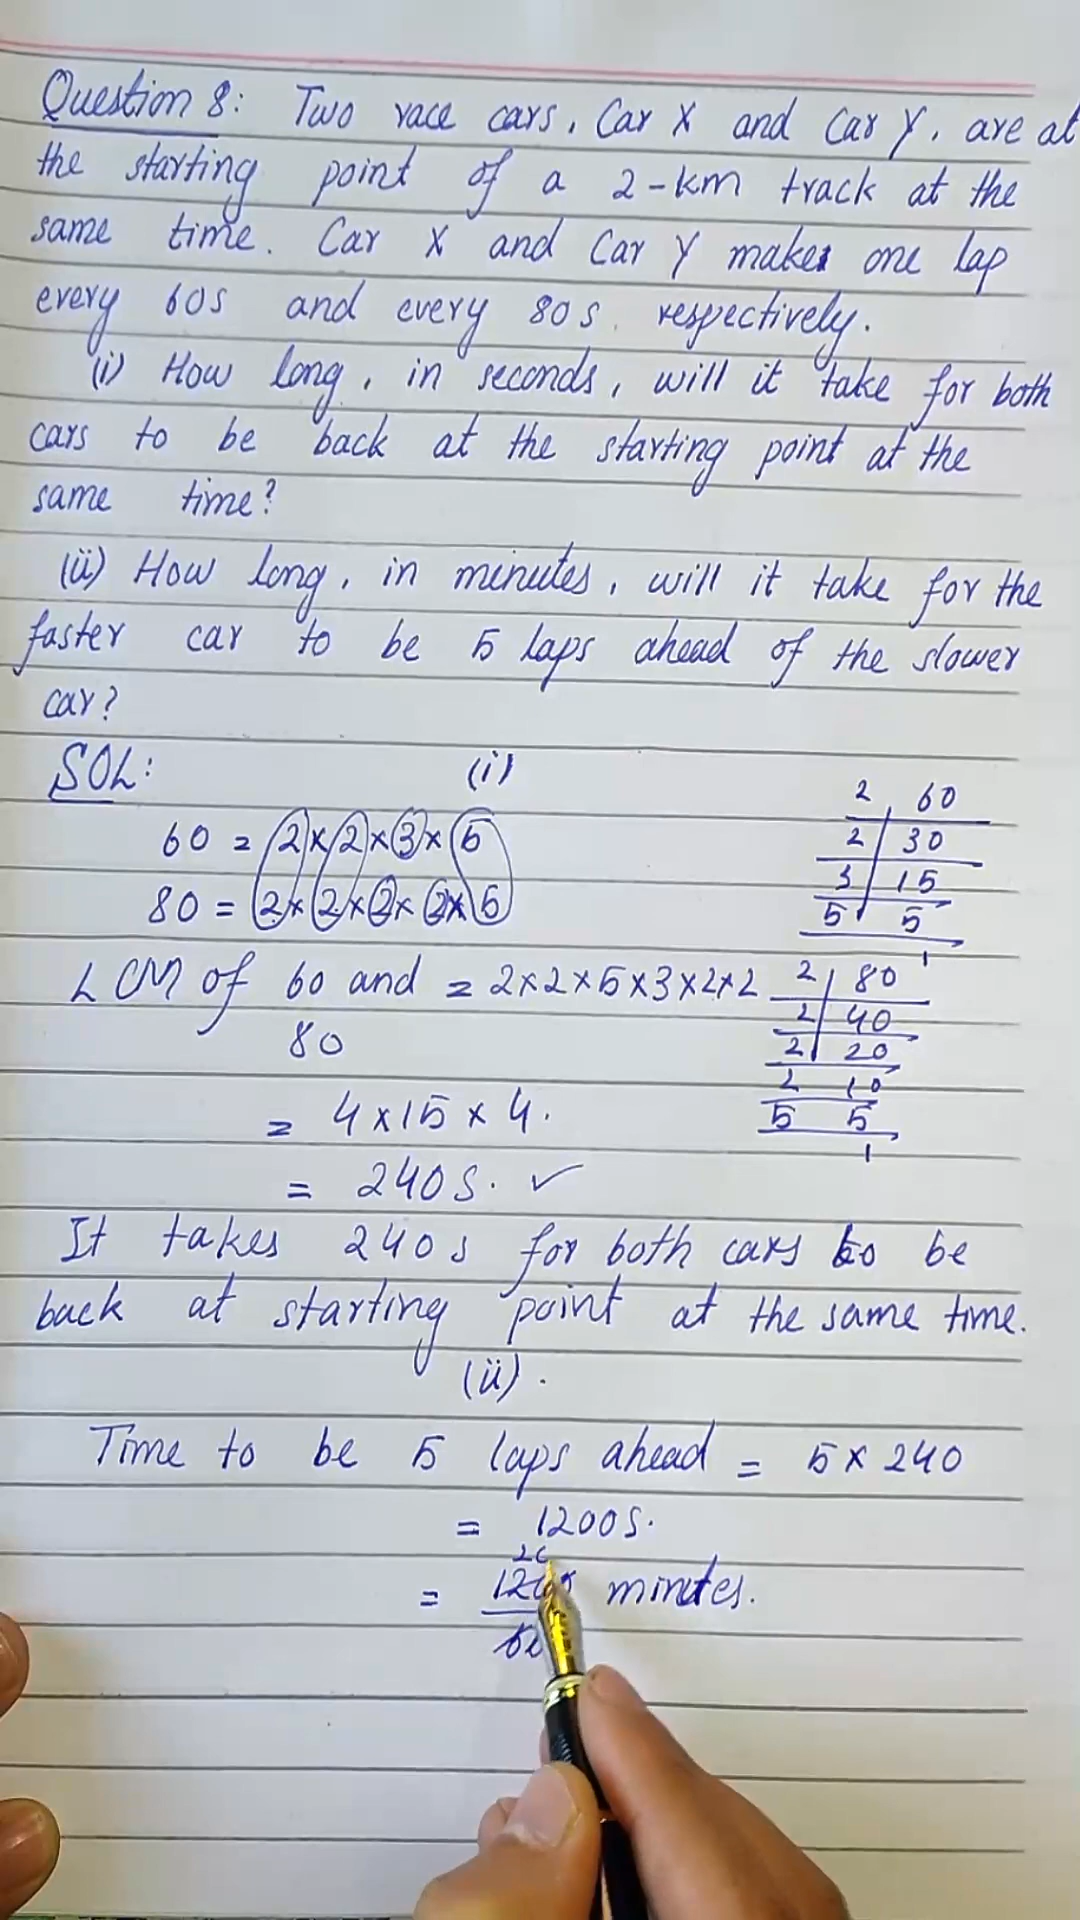 Question 8: Two race cars, Car X and Car Y, are at
the starting point of a 2-km track at the
same time. Car X and Car Y makes one lap
every 60s and every 80s respectively.
(i) How long, in seconds, will it take for both
cars to be back at the starting point at the
same time?
(ii) How long, in minutes, will it take for the
faster car to be 5 laps ahead of the slower
car?
SOL: (i)
60 = 2×2×3×5
80 = 2×2×2×2×5
2 60
2 30
3 15
5 5
1
LCM of 60 and = 2×2×5×3×2×2
80
2 80
2 40
2 20
2 10
5 5
1
= 4×15×4.
= 240s. ✓
It takes 240s for both cars to be
back at starting point at the same time.
(ii).
Time to be 5 laps ahead = 5×240
= 1200s.
= minutes.